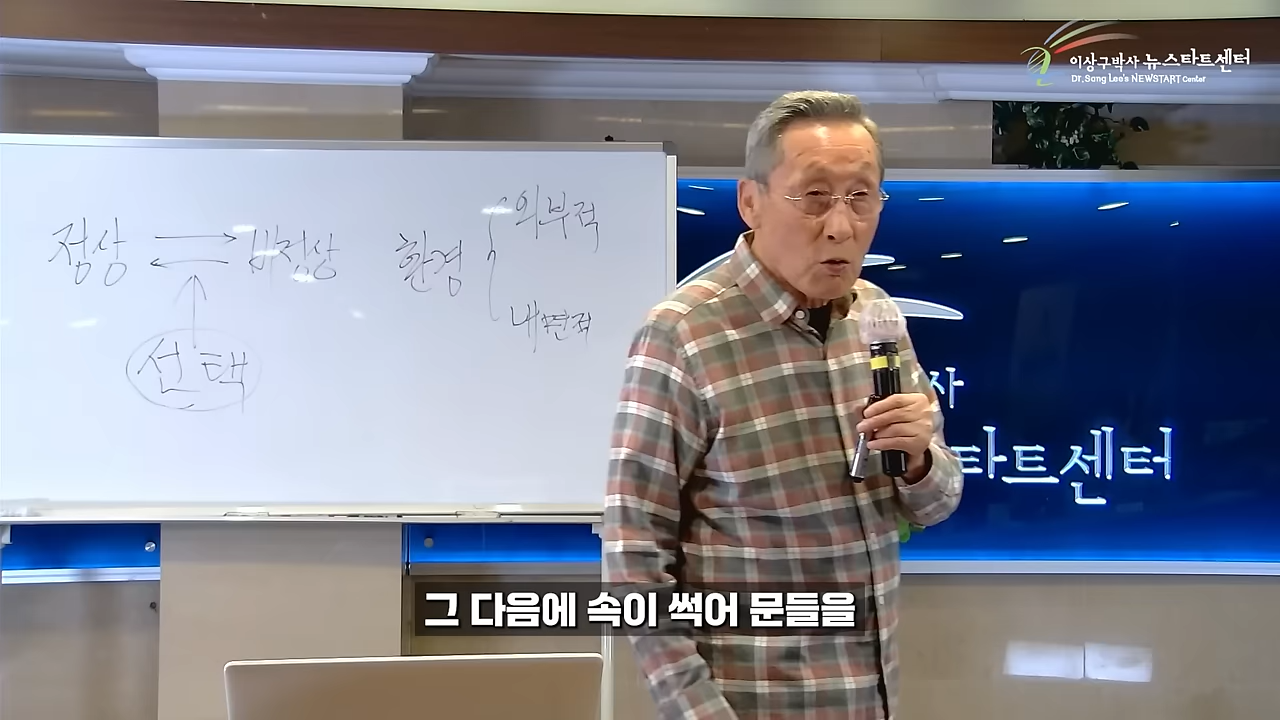 이상구박사 뉴스타트센터
Dr. Sang Lee's NEWSTART Center
정상 비정상 환경 외부적
내면적
선택
사
타트센터
그 다음에 속이 썩어 문들을